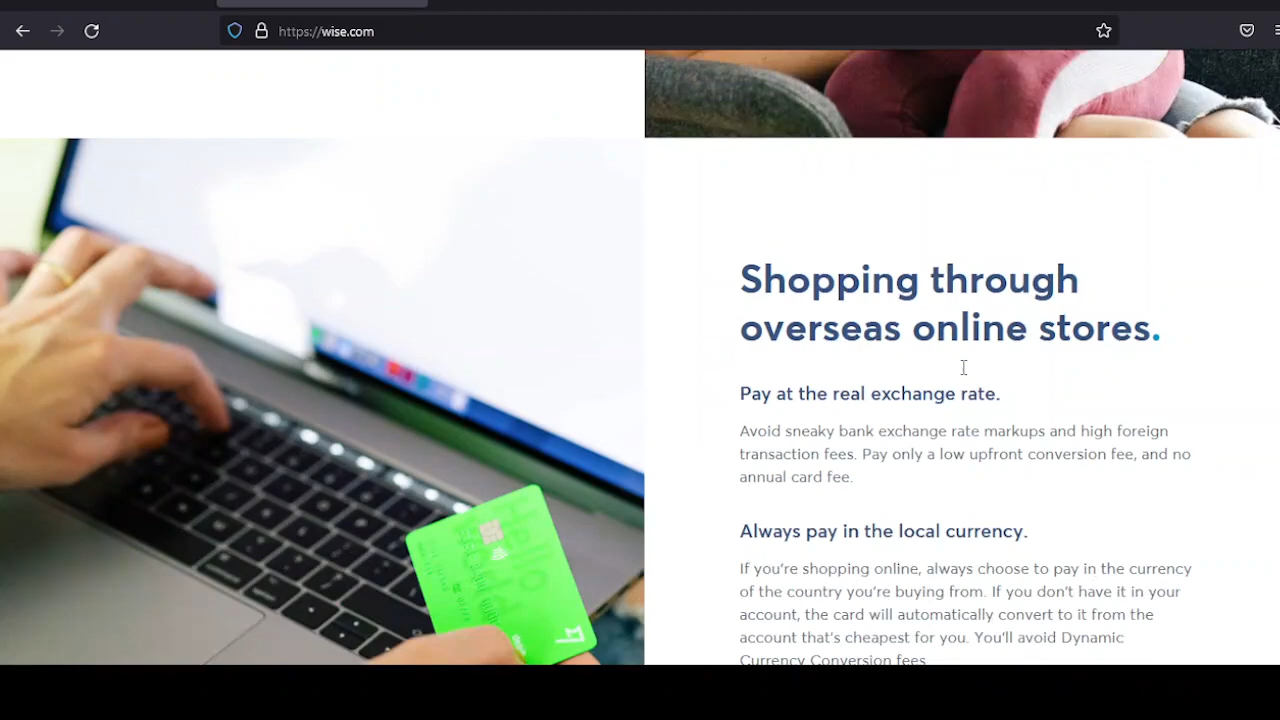 https://wise.com
Shopping through
overseas online stores.
Pay at the real exchange rate.
Avoid sneaky bank exchange rate markups and high foreign
transaction fees. Pay only a low upfront conversion fee, and no
annual card fee.
Always pay in the local currency.
If you're shopping online, always choose to pay in the currency
of the country you're buying from. If you don't have it in your
account, the card will automatically convert to it from the
account that's cheapest for you. You'll avoid Dynamic
Currency Conversion fees
Hello